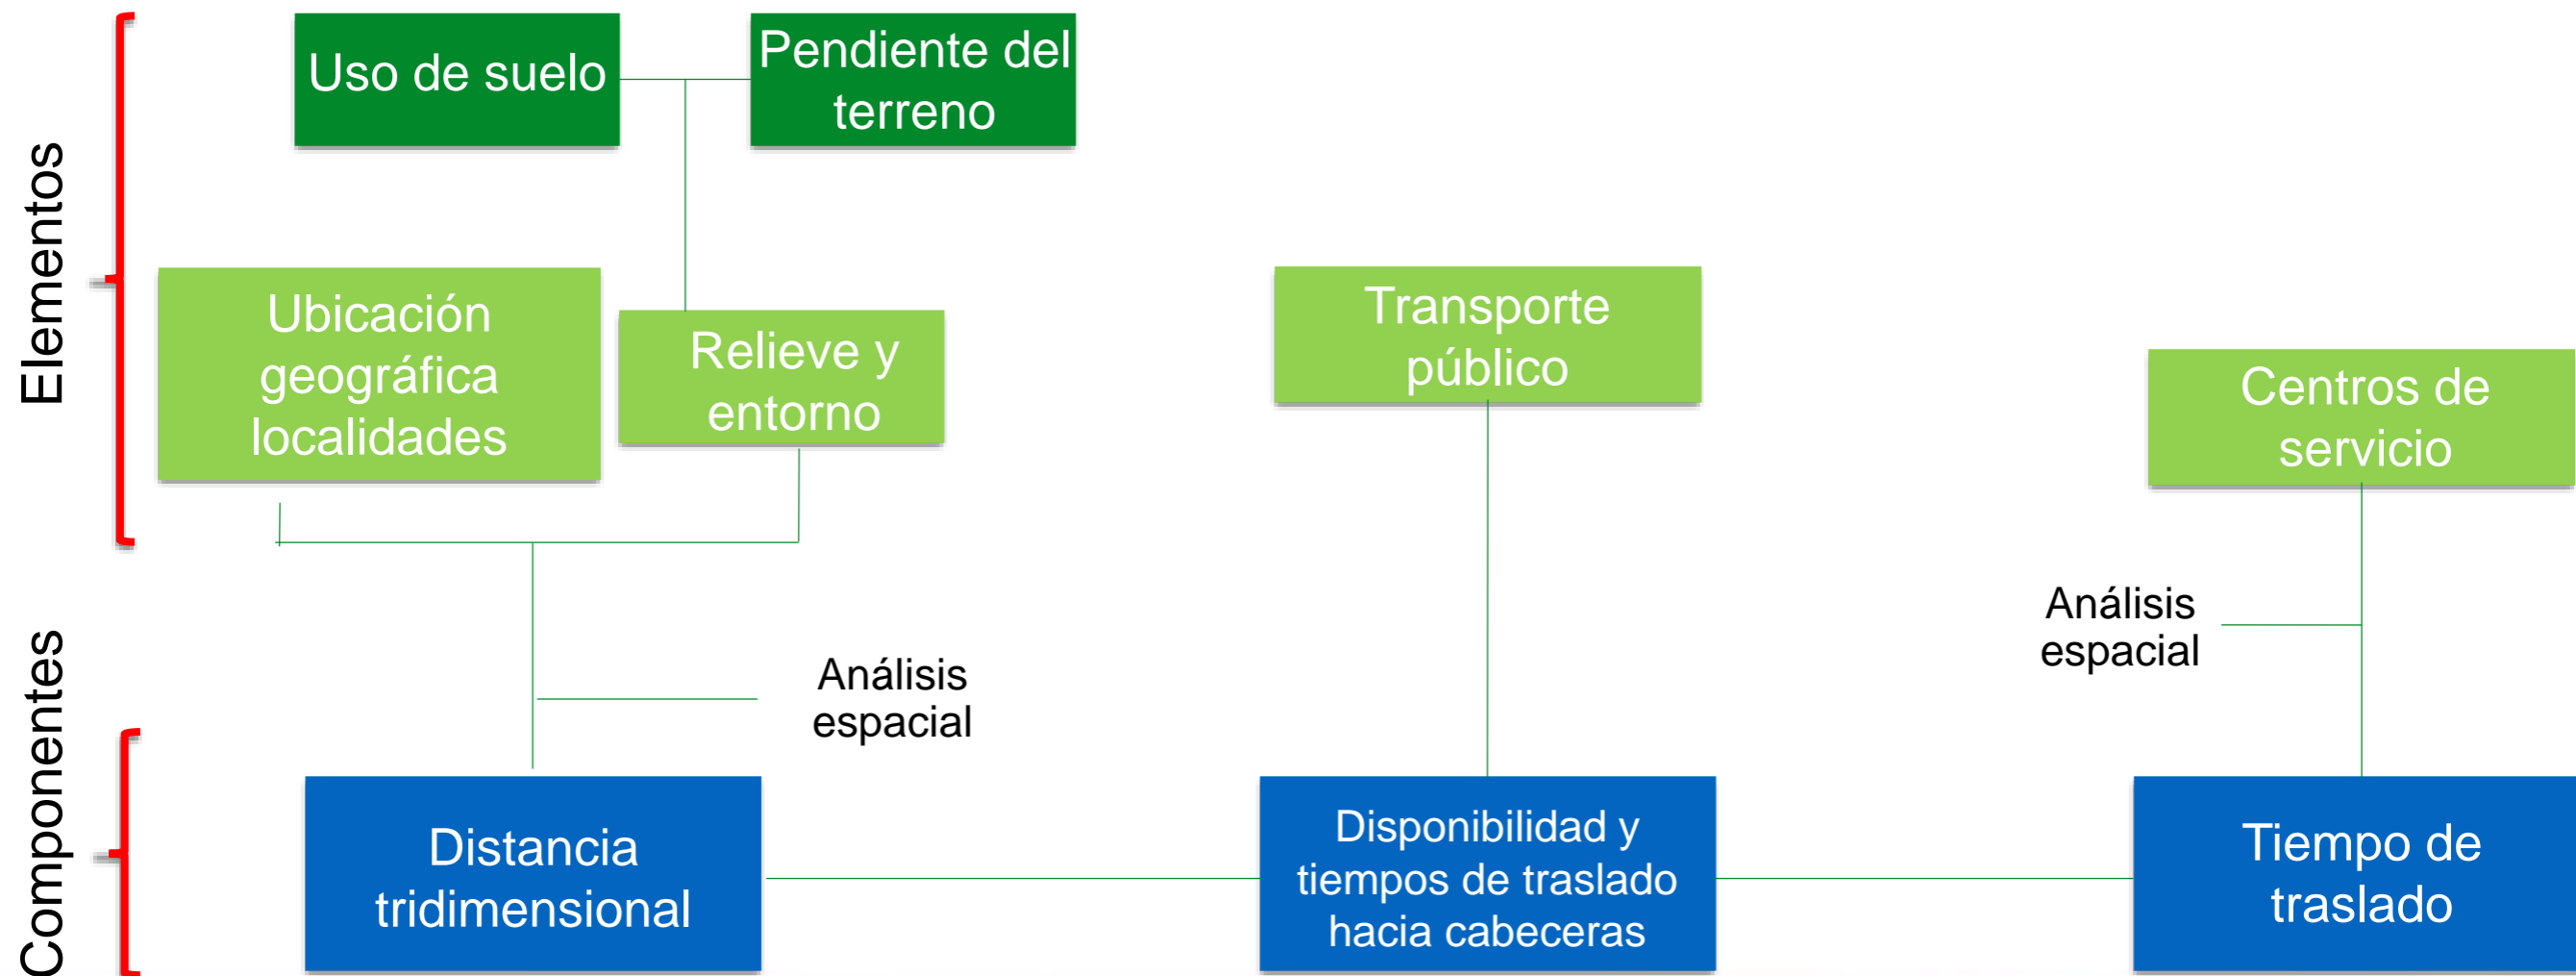 Elementos
Uso de suelo
Pendiente del
terreno
Ubicación
geográfica
localidades
Relieve y
entorno
Transporte
público
Centros de
servicio
Análisis
espacial
Análisis
espacial
Componentes
Distancia
tridimensional
Disponibilidad y
tiempos de traslado
hacia cabeceras
Tiempo de
traslado